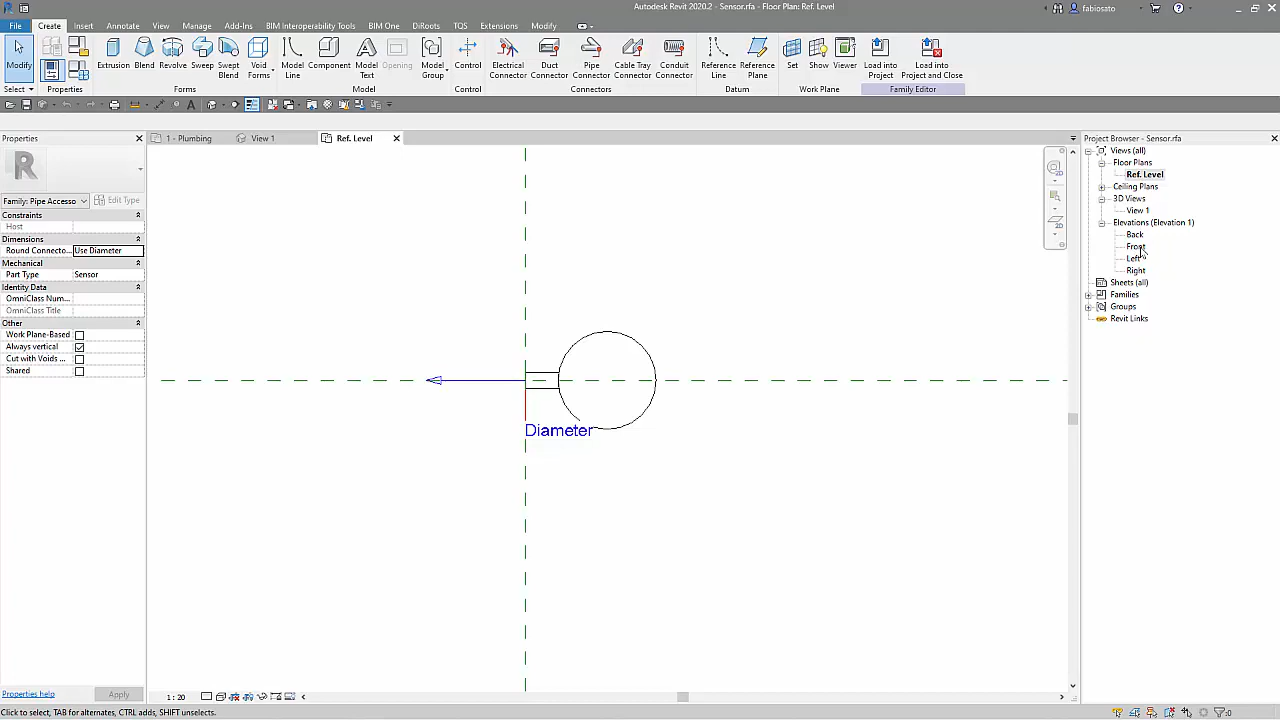 Autodesk Revit 2020.2 - Sensor.rfa - Floor Plan: Ref. Level
fabiosato
File Create Insert Annotate View Manage Add-Ins BIM Interoperability Tools BIM One DiRoots TQS Extensions Modify
Modify Extrusion Blend Revolve Sweep Swept Blend Void Forms Model Line Component Model Text Opening Model Group Control Electrical Connector Duct Connector Pipe Connector Cable Tray Connector Conduit Connector Reference Line Reference Plane Set Show Viewer Load into Project Load into Project and Close
Select Properties Forms Model Control Connectors Datum Work Plane Family Editor
Properties
1 - Plumbing
View 1
Ref. Level
Project Browser - Sensor.rfa
Family: Pipe Accesso
Edit Type
Constraints
Host
Dimensions
Round Connecto... Use Diameter
Mechanical
Part Type Sensor
Identity Data
OmniClass Num...
OmniClass Title
Other
Work Plane-Based
Always vertical
Cut with Voids ...
Shared
Diameter
Views (all)
Floor Plans
Ref. Level
Ceiling Plans
3D Views
View 1
Elevations (Elevation 1)
Back
Front
Left
Right
Sheets (all)
Families
Groups
Revit Links
Properties help
Apply
1 : 20
Click to select, TAB for alternates, CTRL adds, SHIFT unselects.
:0